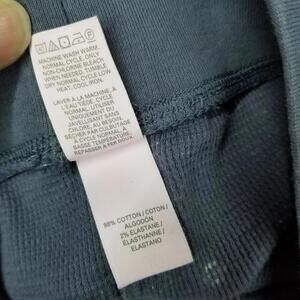 MACHINE WASH WARM,
NORMAL CYCLE, ONLY
NON-CHLORINE BLEACH
WHEN NEEDED, TUMBLE
DRY NORMAL CYCLE LOW
HEAT, COOL IRON.
LAVER À LA MACHINE, À
L'EAU TIÈDE, CYCLE
NORMAL. UTILISER
UNIQUEMENT DU
JAVELLISANT SANS
CHLORE AU BESOIN.
SÉCHER PAR CULBUTAGE
À CYCLE NORMAL, À
BASSE TEMPÉRATURE.
REPASSER À FER DOUX.
98% COTTON / COTON /
ALGODÓN
2% ELASTANE /
ÉLASTHANNE /
ELASTANO